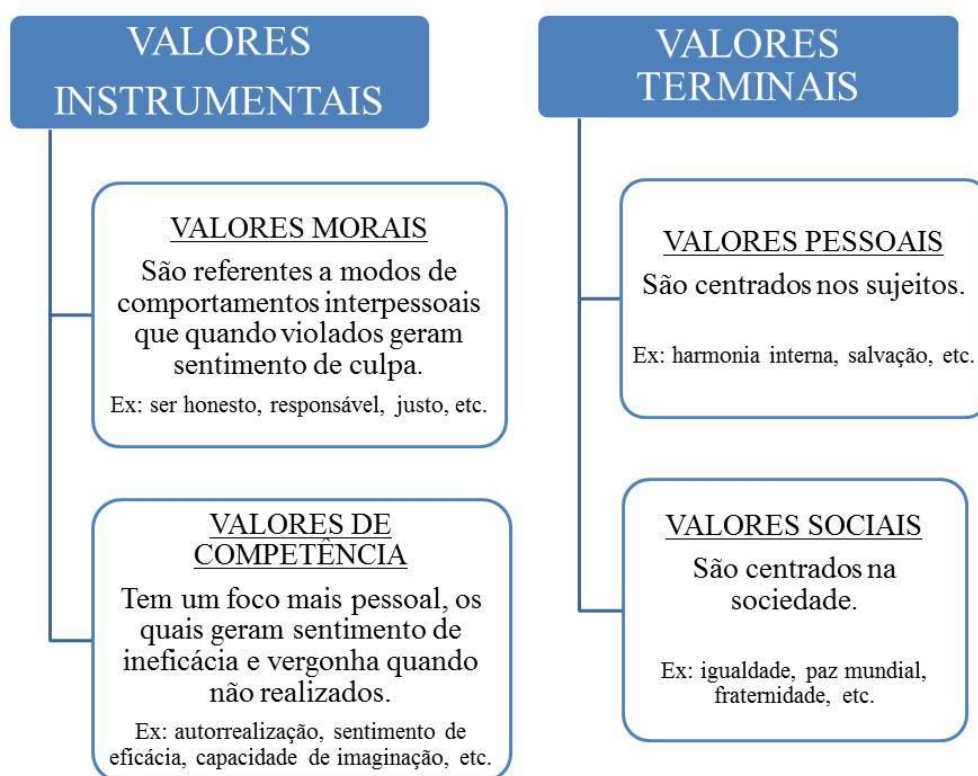 VALORES
INSTRUMENTAIS
VALORES MORAIS
São referentes a modos de
comportamentos interpessoais
que quando violados geram
sentimento de culpa.
Ex: ser honesto, responsável, justo, etc.
VALORES DE
COMPETÊNCIA
Tem um foco mais pessoal, os
quais geram sentimento de
ineficácia e vergonha quando
não realizados.
Ex: autorrealização, sentimento de
eficácia, capacidade de imaginação, etc.
VALORES
TERMINAIS
VALORES PESSOAIS
São centrados nos sujeitos.
Ex: harmonia interna, salvação, etc.
VALORES SOCIAIS
São centrados na
sociedade.
Ex: igualdade, paz mundial,
fraternidade, etc.